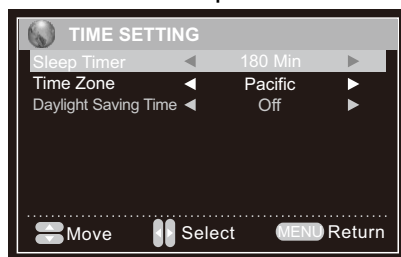 TIME SETTING
Sleep Timer 180 Min
Time Zone Pacific
Daylight Saving Time Off
Move Select MENU Return